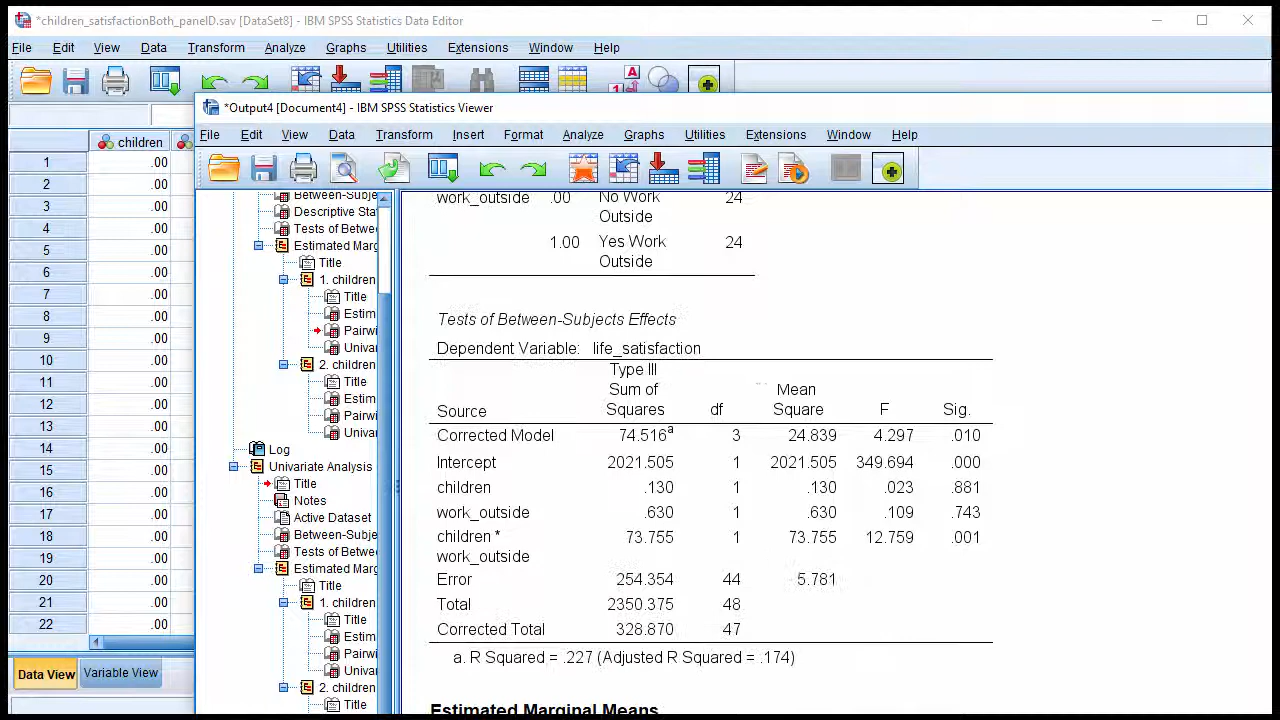 *children_satisfactionBoth_panelD.sav [DataSet8] - IBM SPSS Statistics Data Editor
File Edit View Data Transform Analyze Graphs Utilities Extensions Window Help
*Output4 [Document4] - IBM SPSS Statistics Viewer
File Edit View Data Transform Insert Format Analyze Graphs Utilities Extensions Window Help
children
1 .00
2 .00
3 .00
4 .00
5 .00
6 .00
7 .00
8 .00
9 .00
10 .00
11 .00
12 .00
13 .00
14 .00
15 .00
16 .00
17 .00
18 .00
19 .00
20 .00
21 .00
22 .00
Data View Variable View
Between-Subje
Descriptive Sta
Tests of Betwe
Estimated Marg
Title
1. children
Title
Estim
Pairwi
Univar
2. children
Title
Estim
Pairwi
Univar
Log
Univariate Analysis
Title
Notes
Active Dataset
Between-Subje
Tests of Betwe
Estimated Marg
Title
1. children
Title
Estim
Pairwi
Univar
2. children
Title
work_outside .00 No Work 24
Outside
1.00 Yes Work 24
Outside
Tests of Between-Subjects Effects
Dependent Variable: life_satisfaction
Type III
Sum of Mean
Source Squares df Square F Sig.
Corrected Model 74.516a 3 24.839 4.297 .010
Intercept 2021.505 1 2021.505 349.694 .000
children .130 1 .130 .023 .881
work_outside .630 1 .630 .109 .743
children * 73.755 1 73.755 12.759 .001
work_outside
Error 254.354 44 5.781
Total 2350.375 48
Corrected Total 328.870 47
a. R Squared = .227 (Adjusted R Squared = .174)
Estimated Marginal Means